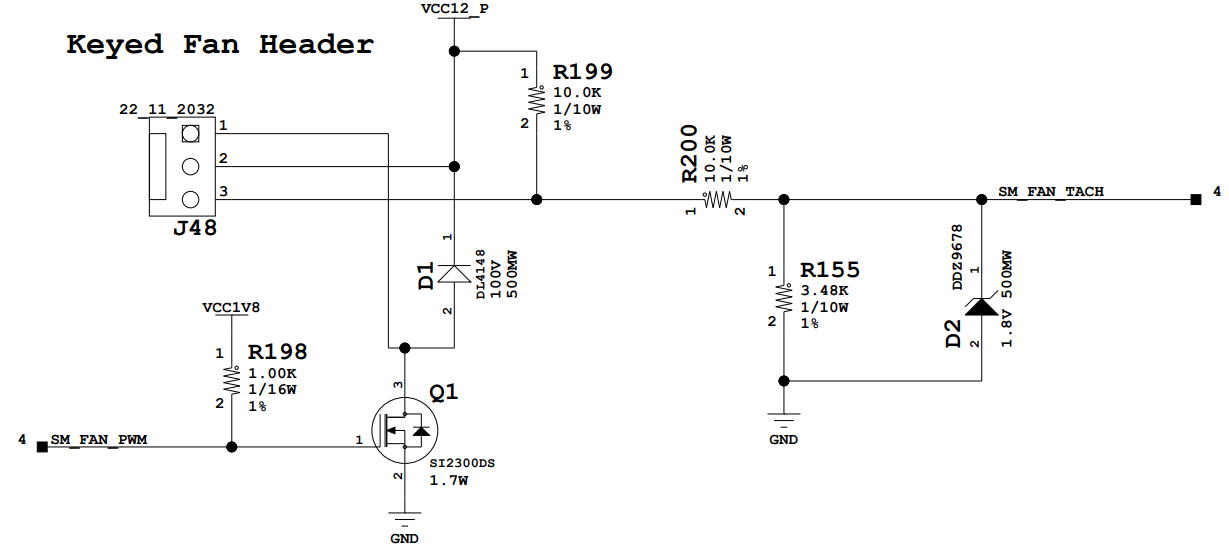 VCC12_P
Keyed Fan Header
1
R199
10.0K
1/10W
1%
2
22_11_2032
1
2
3
J48
R200
10.0K
1/10W
1%
1
2
SM_FAN_TACH
4
1
D1
DL4148
100V
500MW
2
1
R155
3.48K
1/10W
1%
2
DDZ9678
1
D2
1.8V 500MW
2
VCC1V8
1
R198
1.00K
1/16W
1%
2
3
Q1
4
SM_FAN_PWM
1
SI2300DS
1.7W
2
GND
GND